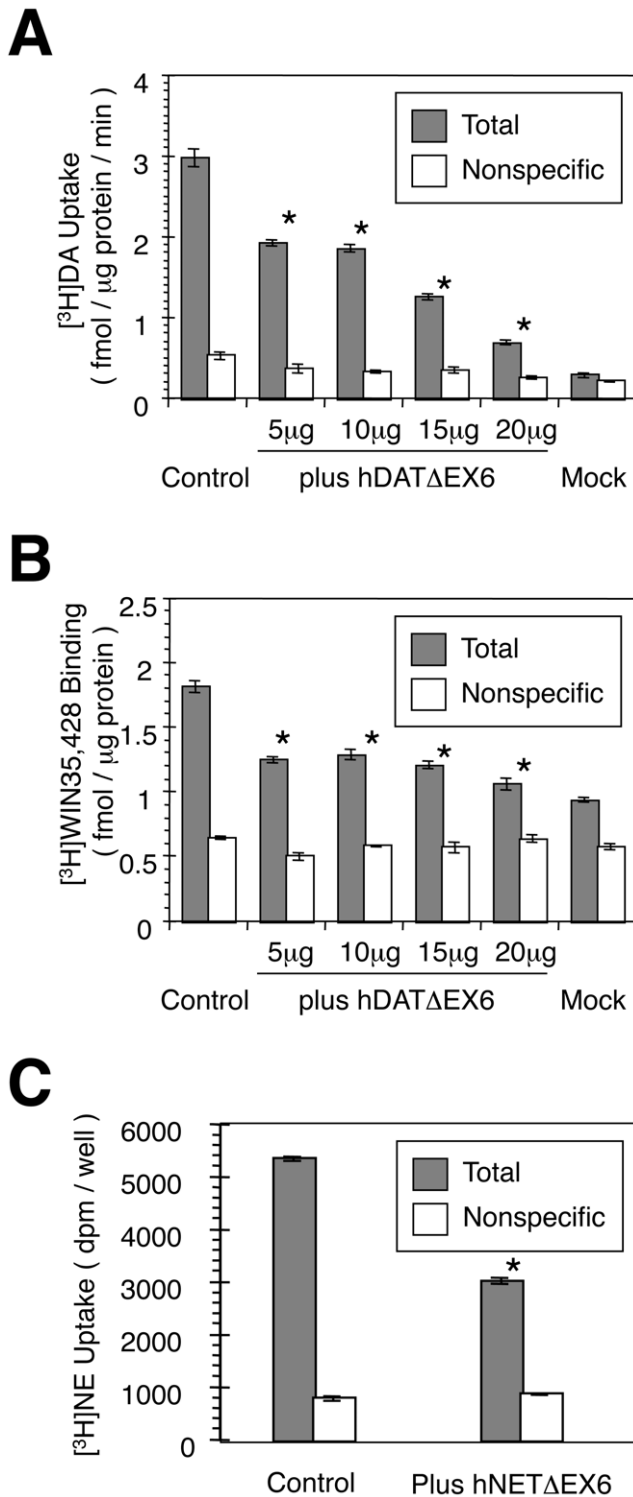 A
[³H]DA Uptake
( fmol / μg protein / min )
4
3
2
1
0
Total
Nonspecific
*
*
*
*
5μg 10μg 15μg 20μg
Control plus hDATΔEX6 Mock
B
[³H]WIN35,428 Binding
( fmol / μg protein )
2.5
2
1.5
1
0.5
0
Total
Nonspecific
*
*
*
*
5μg 10μg 15μg 20μg
Control plus hDATΔEX6 Mock
C
[³H]NE Uptake ( dpm / well )
6000
5000
4000
3000
2000
1000
0
Total
Nonspecific
*
Control Plus hNETΔEX6